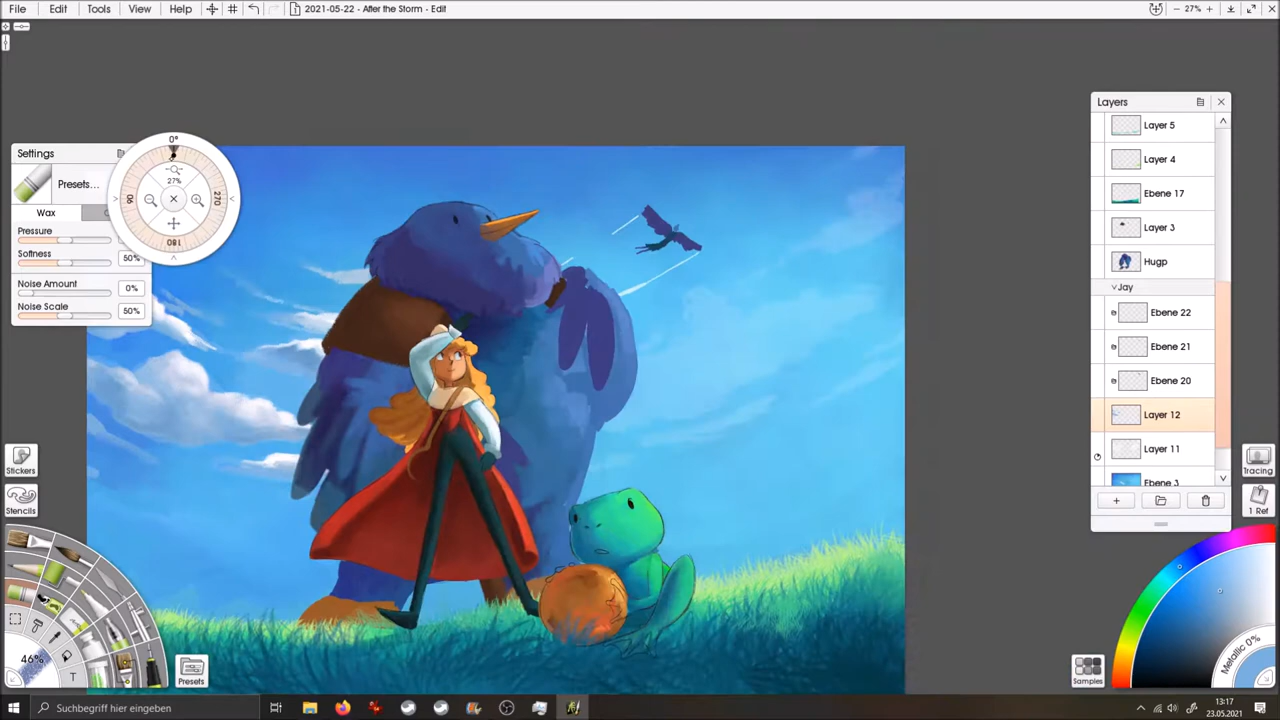 File Edit Tools View Help 2021-05-22 - After the Storm - Edit 27%
Layers
Settings
0°
27%
90
270
180
Presets...
Wax
Pressure
Softness 50%
Noise Amount 0%
Noise Scale 50%
Layer 5
Layer 4
Ebene 17
Layer 3
Hugp
Jay
Ebene 22
Ebene 21
Ebene 20
Layer 12
Layer 11
Ebene 3
Stickers
Stencils
Tracing
1 Ref
46%
T
Presets
Samples
Metallic 0%
Suchbegriff hier eingeben
13:17
23.05.2021